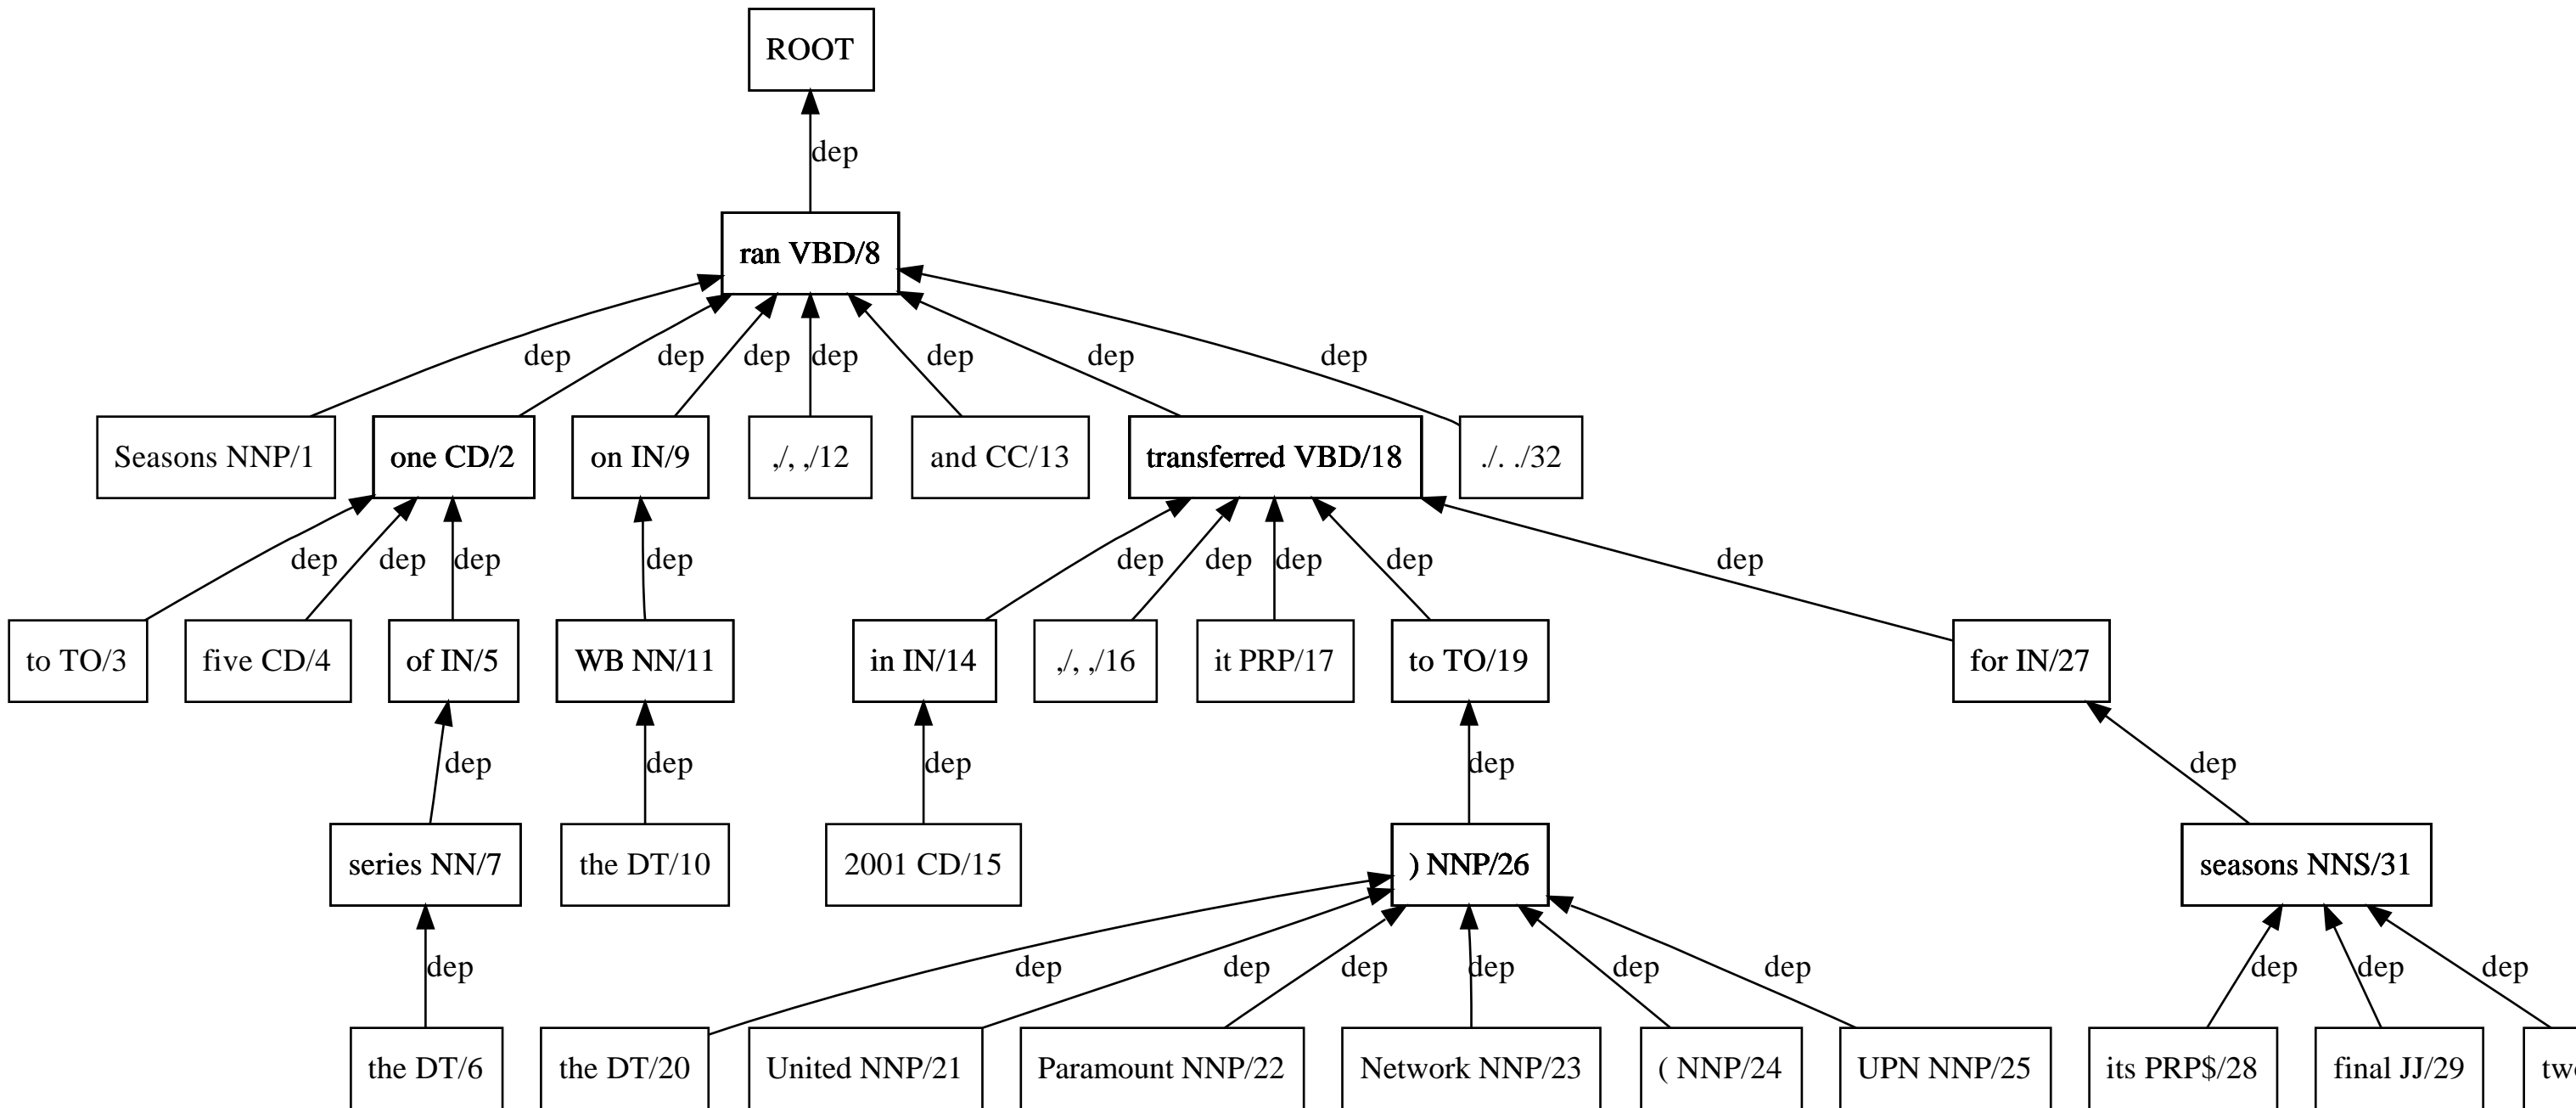 ROOT
dep
ran VBD/8
dep dep dep dep dep dep dep
Seasons NNP/1 one CD/2 on IN/9 ,/, ,/12 and CC/13 transferred VBD/18 ./. ./32
dep dep dep dep dep dep dep dep dep
to TO/3 five CD/4 of IN/5 WB NN/11 in IN/14 ,/, ,/16 it PRP/17 to TO/19 for IN/27
dep dep dep dep dep
series NN/7 the DT/10 2001 CD/15 ) NNP/26 seasons NNS/31
dep dep dep dep dep dep dep dep dep dep
the DT/6 the DT/20 United NNP/21 Paramount NNP/22 Network NNP/23 ( NNP/24 UPN NNP/25 its PRP$/28 final JJ/29